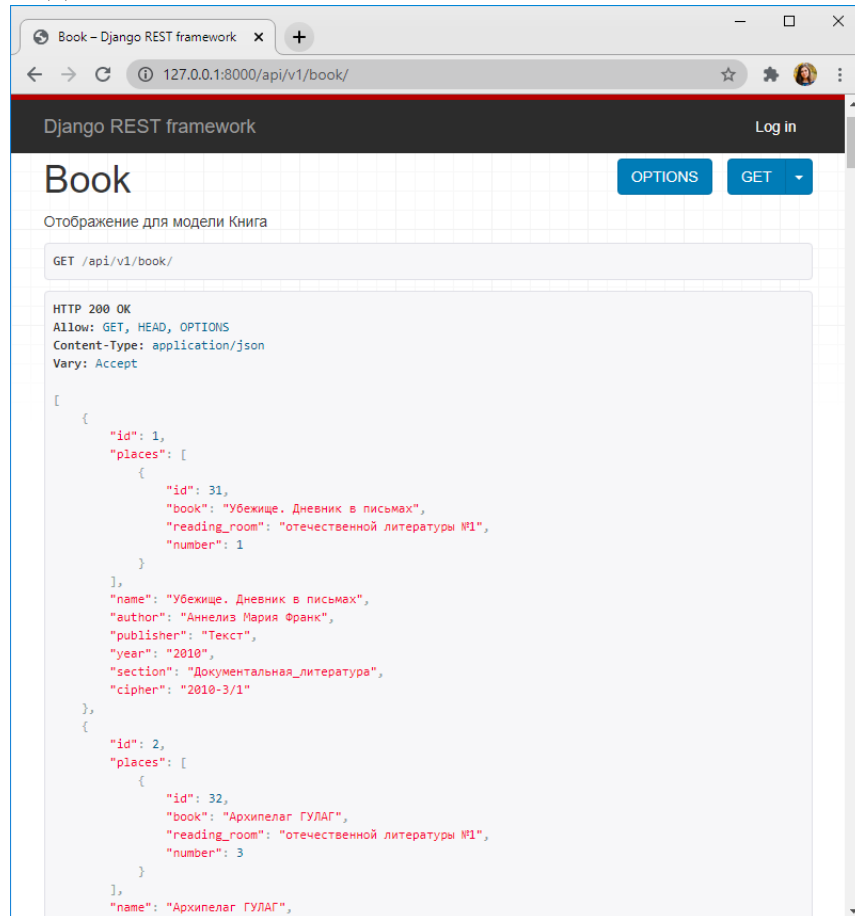 Book – Django REST framework
127.0.0.1:8000/api/v1/book/
Django REST framework Log in
Book OPTIONS GET
Отображение для модели Книга
GET /api/v1/book/
HTTP 200 OK
Allow: GET, HEAD, OPTIONS
Content-Type: application/json
Vary: Accept
[
    {
        "id": 1,
        "places": [
            {
                "id": 31,
                "book": "Убежище. Дневник в письмах",
                "reading_room": "отечественной литературы №1",
                "number": 1
            }
        ],
        "name": "Убежище. Дневник в письмах",
        "author": "Аннелиз Мария Франк",
        "publisher": "Текст",
        "year": "2010",
        "section": "Документальная_литература",
        "cipher": "2010-3/1"
    },
    {
        "id": 2,
        "places": [
            {
                "id": 32,
                "book": "Архипелаг ГУЛАГ",
                "reading_room": "отечественной литературы №1",
                "number": 3
            }
        ],
        "name": "Архипелаг ГУЛАГ",